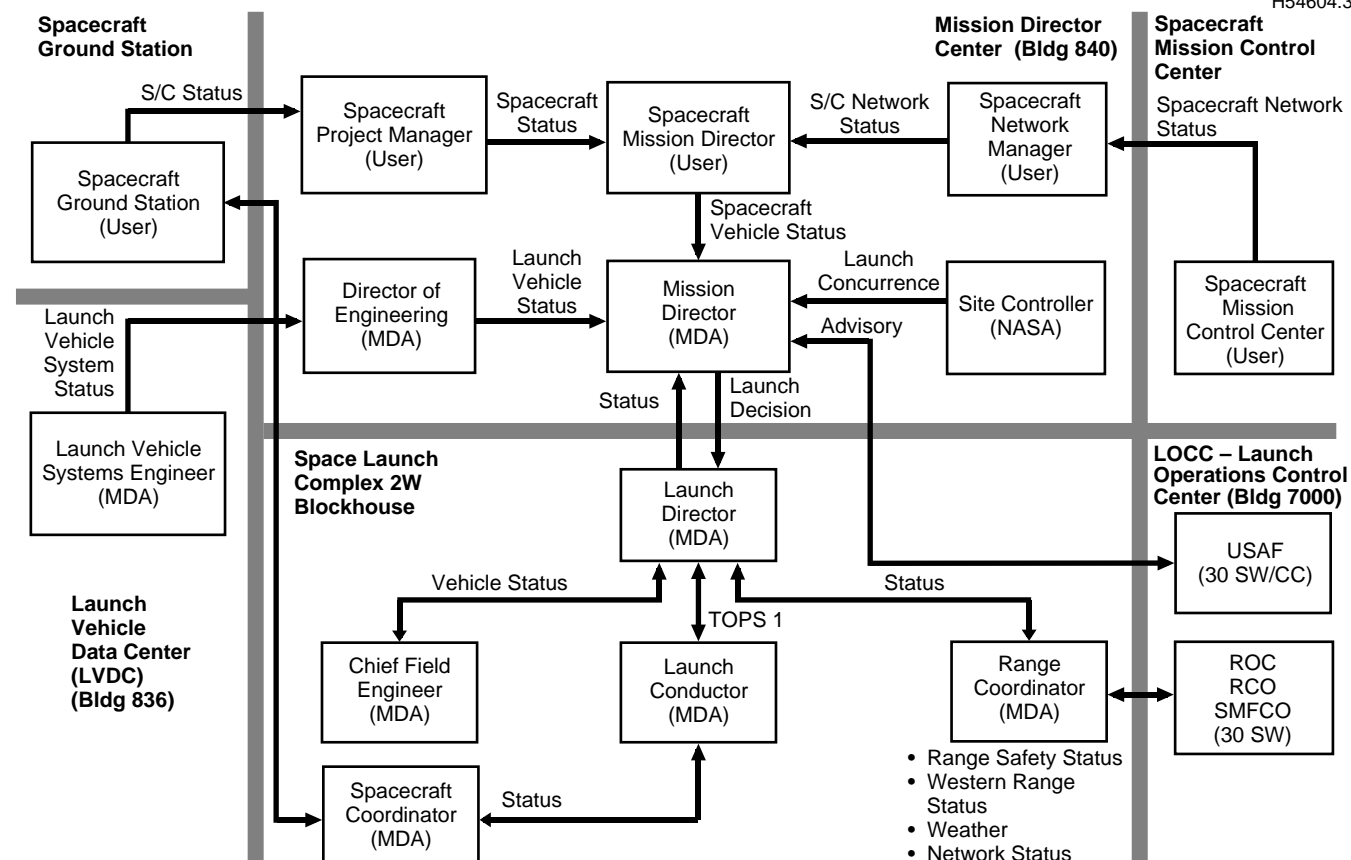 H54604.3
Spacecraft
Ground Station
Mission Director
Center (Bldg 840)
Spacecraft
Mission Control
Center
S/C Status
Spacecraft
Project Manager
(User)
Spacecraft
Status
Spacecraft
Mission Director
(User)
S/C Network
Status
Spacecraft
Network
Manager
(User)
Spacecraft Network
Status
Spacecraft
Ground Station
(User)
Spacecraft
Vehicle Status
Launch
Vehicle
System
Status
Director of
Engineering
(MDA)
Launch
Vehicle
Status
Mission
Director
(MDA)
Launch
Concurrence
Advisory
Site Controller
(NASA)
Spacecraft
Mission
Control Center
(User)
Status
Launch
Decision
Launch Vehicle
Systems Engineer
(MDA)
Space Launch
Complex 2W
Blockhouse
Launch
Director
(MDA)
LOCC – Launch
Operations Control
Center (Bldg 7000)
USAF
(30 SW/CC)
Vehicle Status
TOPS 1
Status
Launch
Vehicle
Data Center
(LVDC)
(Bldg 836)
Chief Field
Engineer
(MDA)
Launch
Conductor
(MDA)
Range
Coordinator
(MDA)
ROC
RCO
SMFCO
(30 SW)
• Range Safety Status
• Western Range
Status
• Weather
• Network Status
Spacecraft
Coordinator
(MDA)
Status